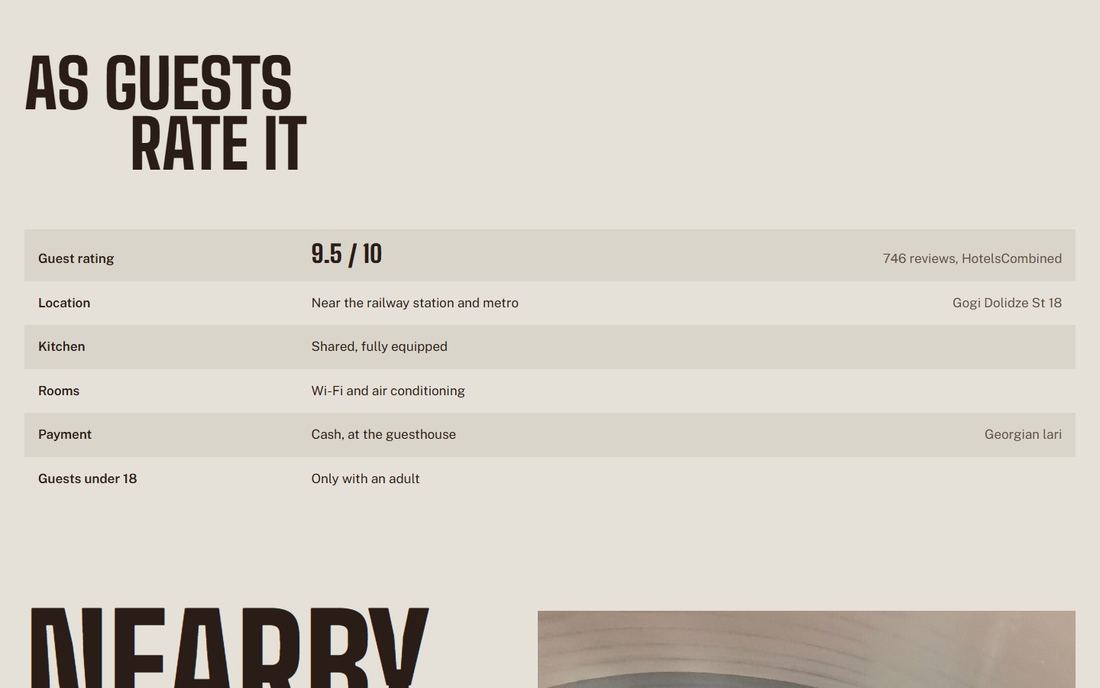 AS GUESTS
RATE IT
Guest rating 9.5 / 10 746 reviews, HotelsCombined
Location Near the railway station and metro Gogi Dolidze St 18
Kitchen Shared, fully equipped
Rooms Wi-Fi and air conditioning
Payment Cash, at the guesthouse Georgian lari
Guests under 18 Only with an adult
NEARBY